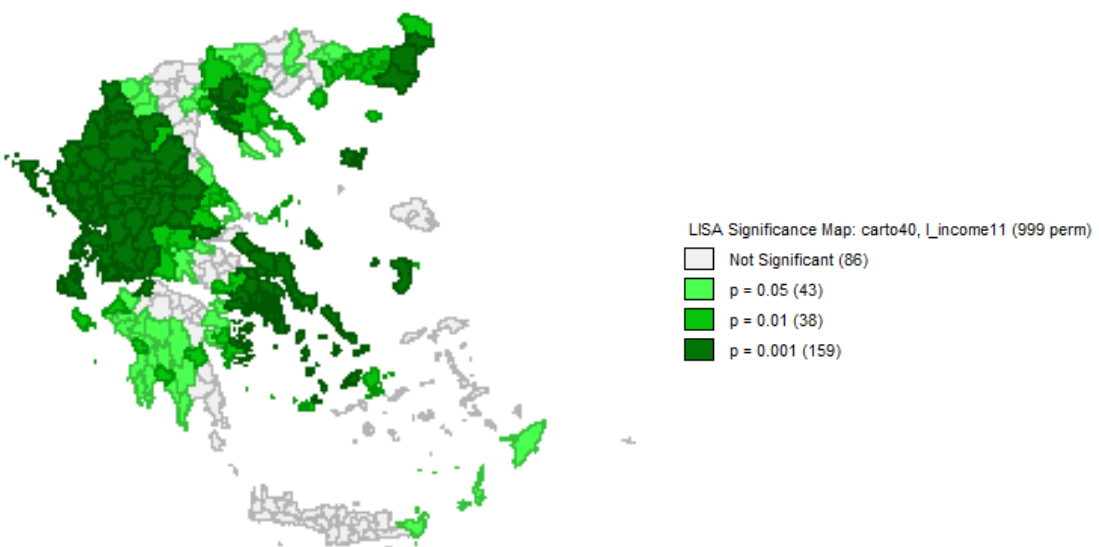 LISA Significance Map: carto40, I_income11 (999 perm)
Not Significant (86)
p = 0.05 (43)
p = 0.01 (38)
p = 0.001 (159)